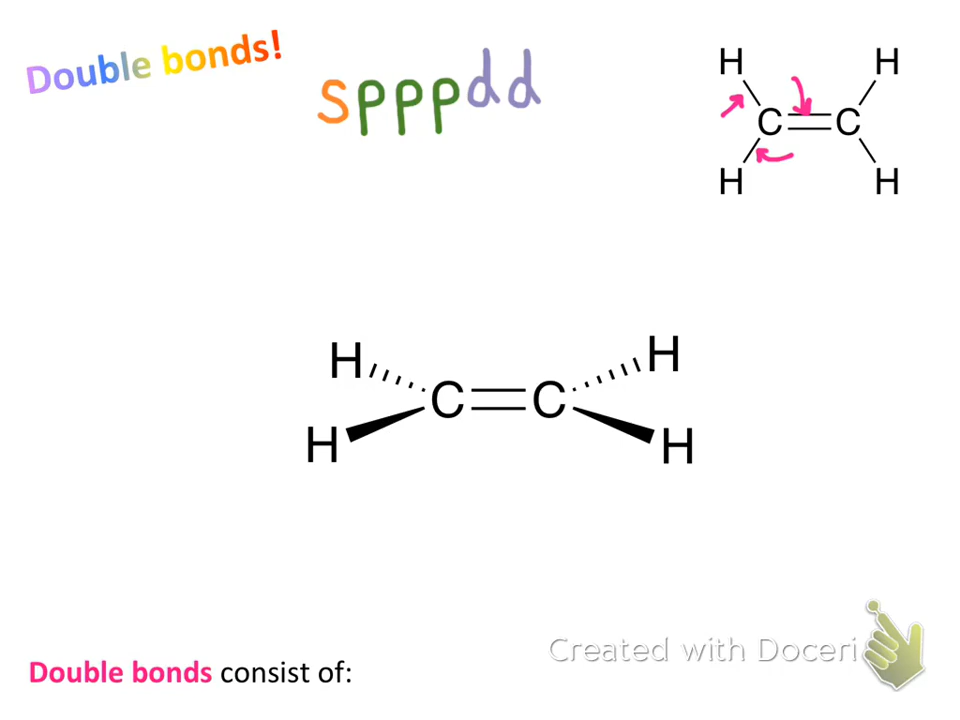 Double bonds!
spppdd
H H
C C
H H
H H
C C
H H
Double bonds consist of:
Created with Doceri